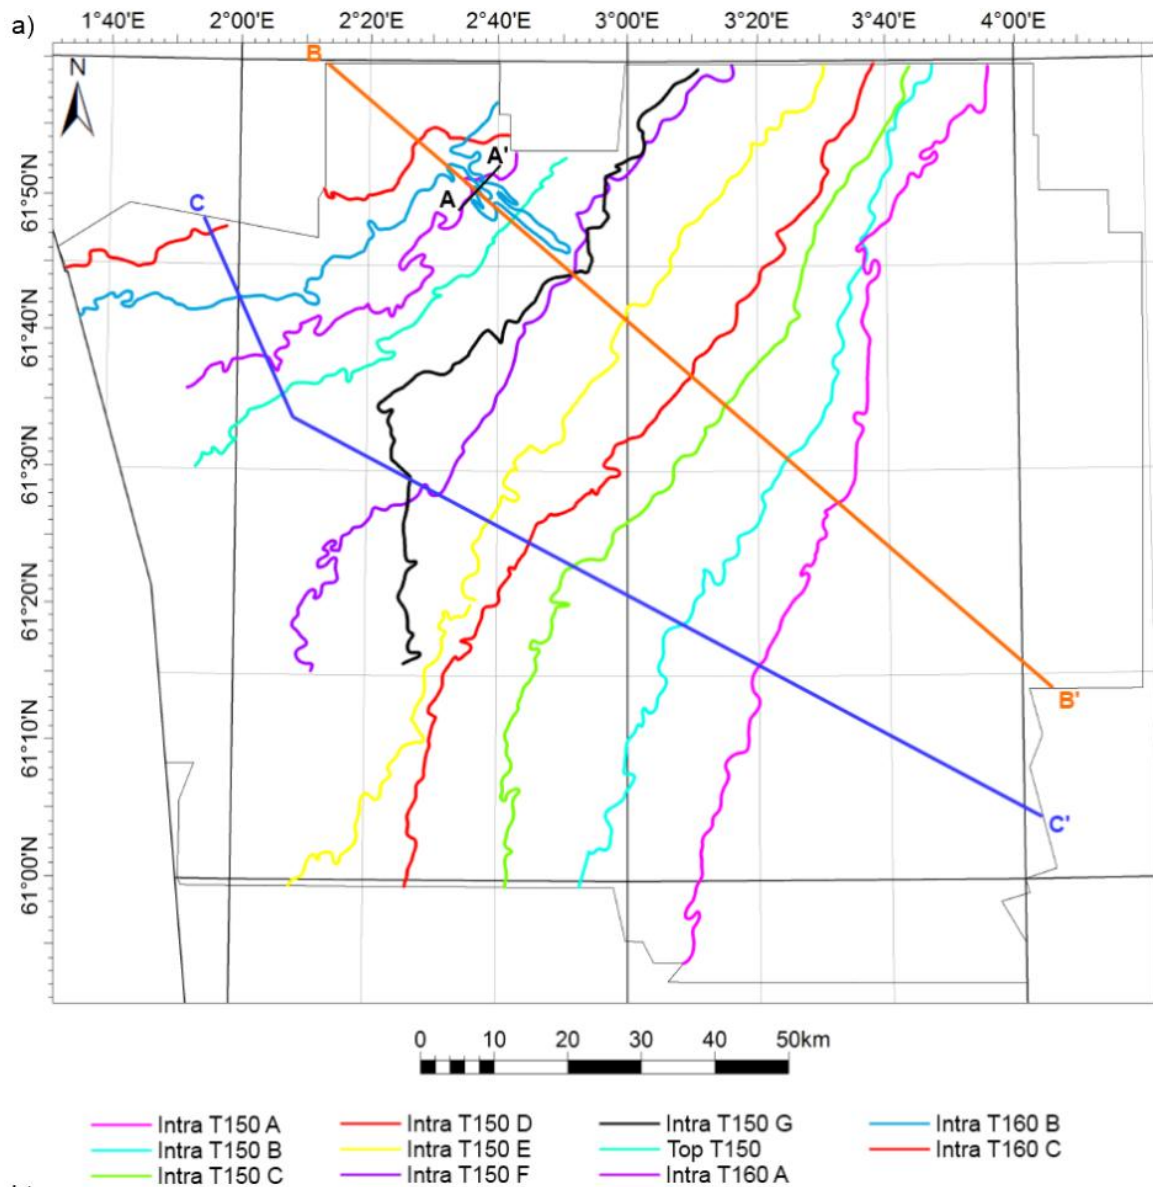 a)
1°40'E 2°00'E 2°20'E 2°40'E 3°00'E 3°20'E 3°40'E 4°00'E
B
N
61°50'N
A'
A
C
61°40'N
61°30'N
61°20'N
61°10'N
B'
C'
61°00'N
0 10 20 30 40 50km
Intra T150 A Intra T150 D Intra T150 G Intra T160 B
Intra T150 B Intra T150 E Top T150 Intra T160 C
Intra T150 C Intra T150 F Intra T160 A